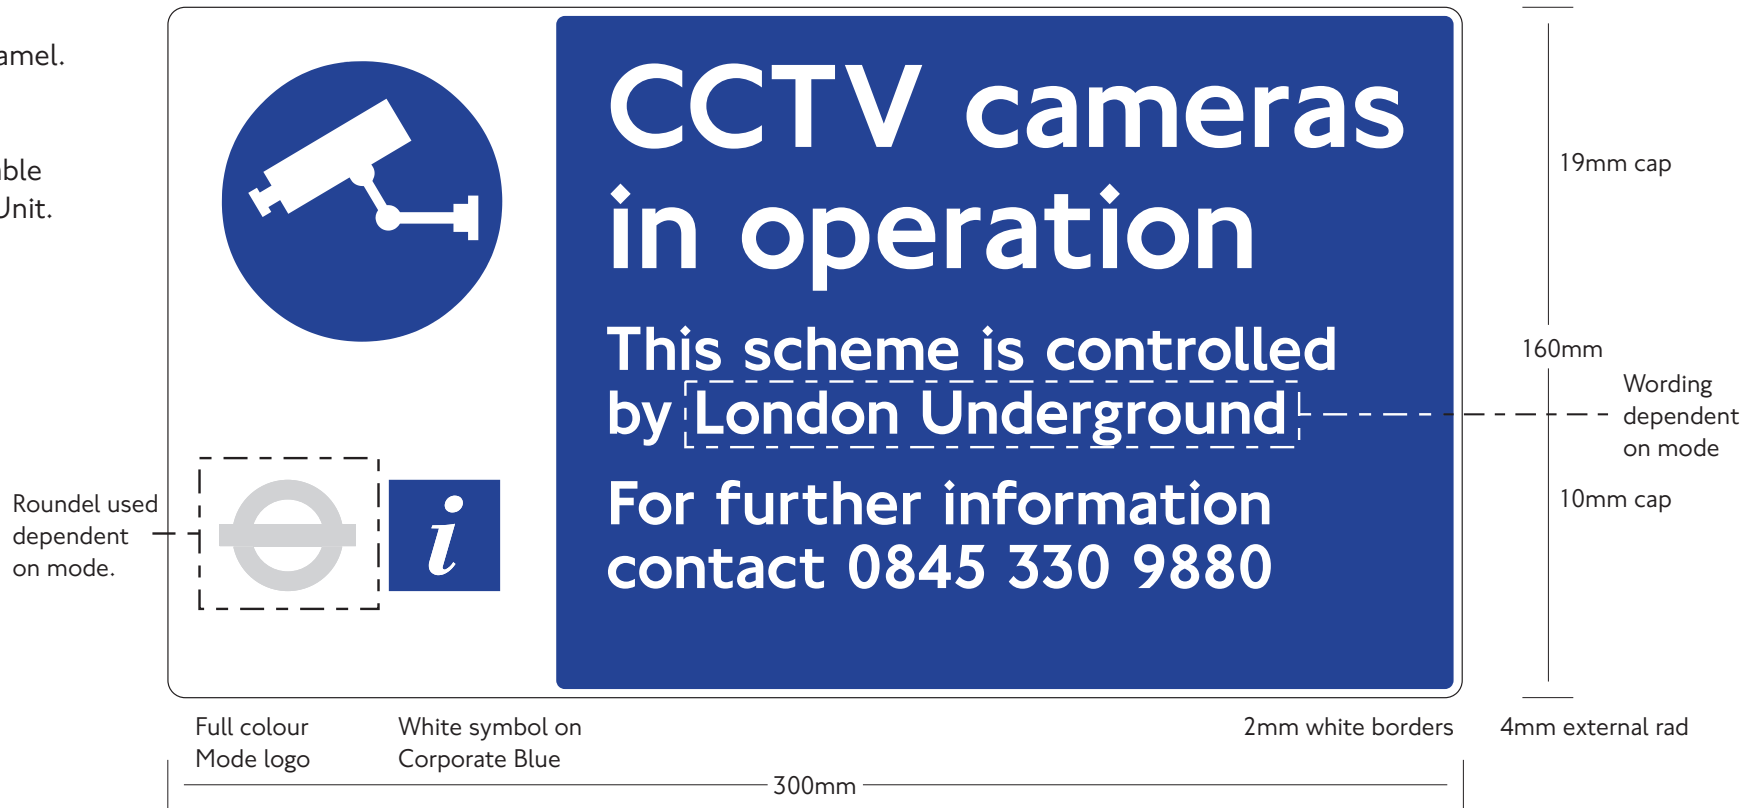 amel.
ble
Unit.
CCTV cameras
in operation
This scheme is controlled
by London Underground
For further information
contact 0845 330 9880
i
19mm cap
160mm
Wording
dependent
on mode
10mm cap
Roundel used
dependent
on mode.
Full colour
Mode logo
White symbol on
Corporate Blue
2mm white borders
4mm external rad
300mm